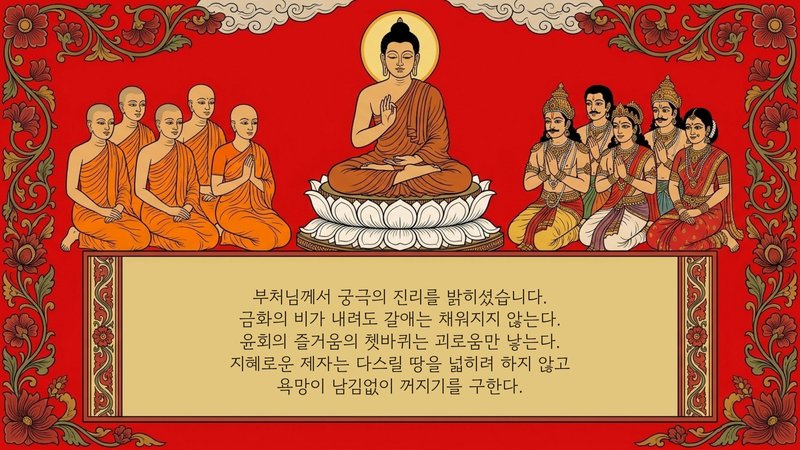 부처님께서 궁극의 진리를 밝히셨습니다.
금화의 비가 내려도 갈애는 채워지지 않는다.
윤회의 즐거움의 쳇바퀴는 괴로움만 낳는다.
지혜로운 제자는 다스릴 땅을 넓히려 하지 않고
욕망이 남김없이 꺼지기를 구한다.